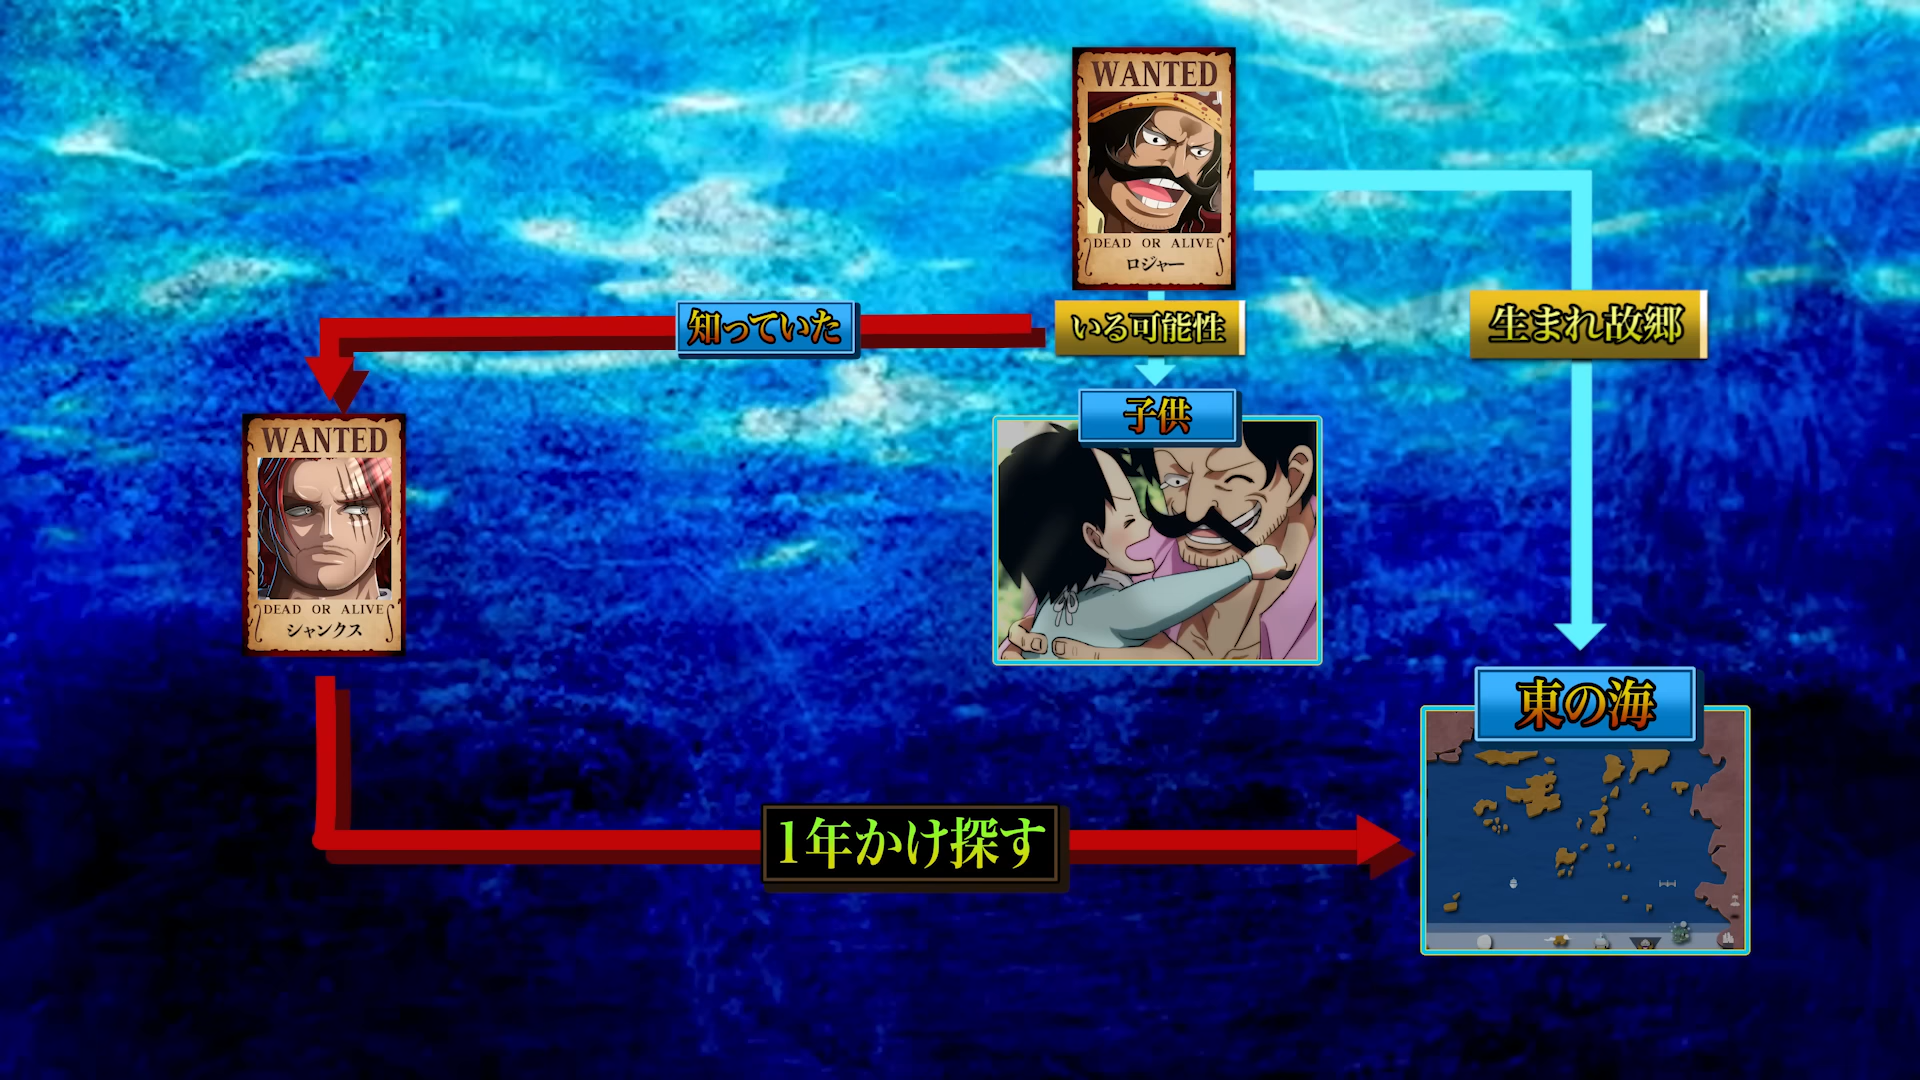 WANTED
DEAD OR ALIVE
ロジャー
知っていた
いる可能性
生まれ故郷
子供
WANTED
DEAD OR ALIVE
シャンクス
東の海
1年かけ探す